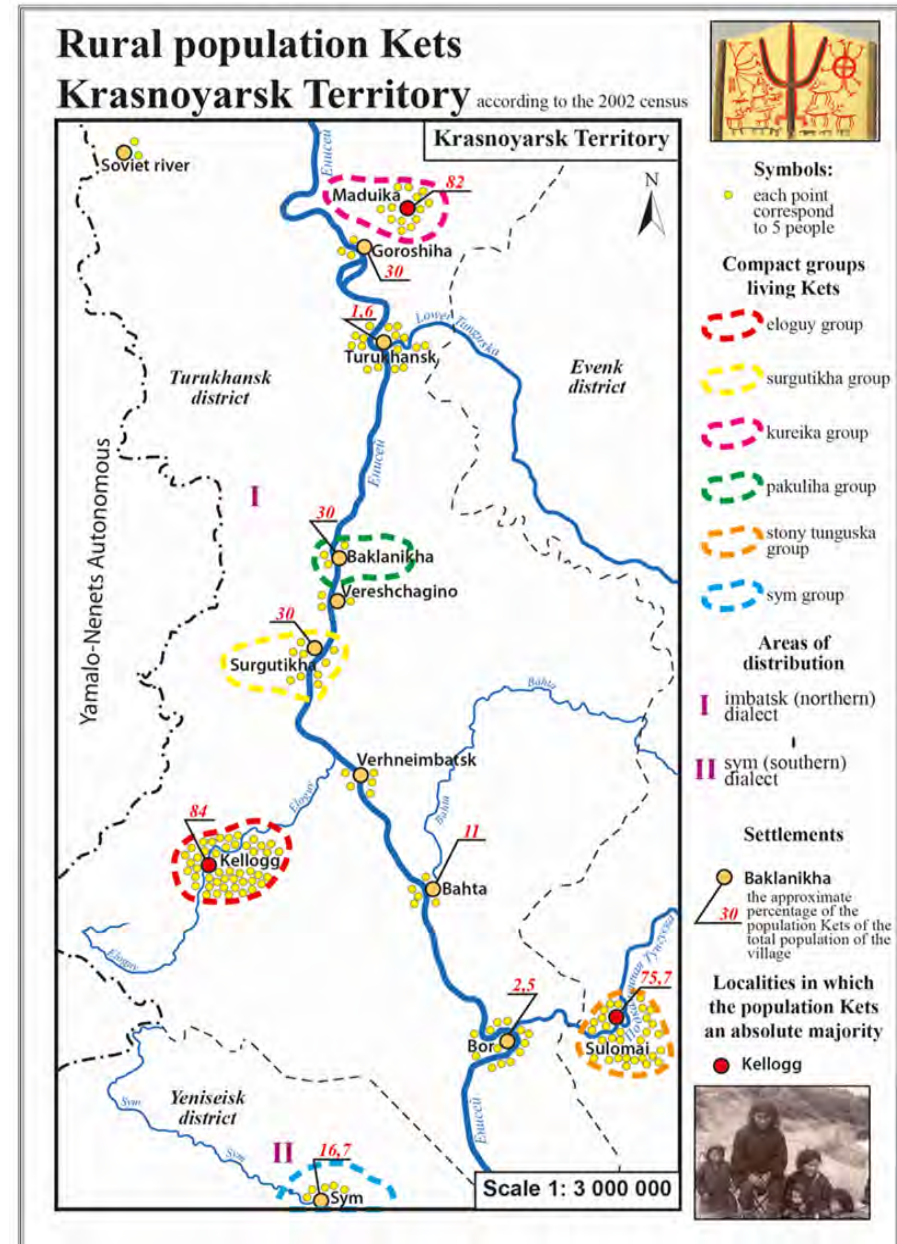 Rural population Kets
Krasnoyarsk Territory according to the 2002 census
Krasnoyarsk Territory
N
Soviet river
Енисей
Maduika
82
Goroshiha
30
1,6
Lower Tunguska
Turukhansk
Turukhansk
district
Evenk
district
Енисей
I
Yamalo-Nenets Autonomous
30
Baklanikha
Vereshchagino
30
Surgutikha
Bahta
Verhneimbatsk
Eloguy
Bahta
84
Kellogg
11
Bahta
Eloguy
75,7
2,5
Bor
Sulomai
Yeniseisk
district
Енисей
Sym
Sym
II
16,7
Sym
Scale 1: 3 000 000
Symbols:
each point
correspond
to 5 people
Compact groups
living Kets
eloguy group
surgutikha group
kureika group
pakuliha group
stony tunguska
group
sym group
Areas of
distribution
I imbatsk (northern)
dialect
II sym (southern)
dialect
Settlements
Baklanikha
30
the approximate
percentage of the
population Kets of the
total population of the
village
Localities in which
the population Kets
an absolute majority
Kellogg